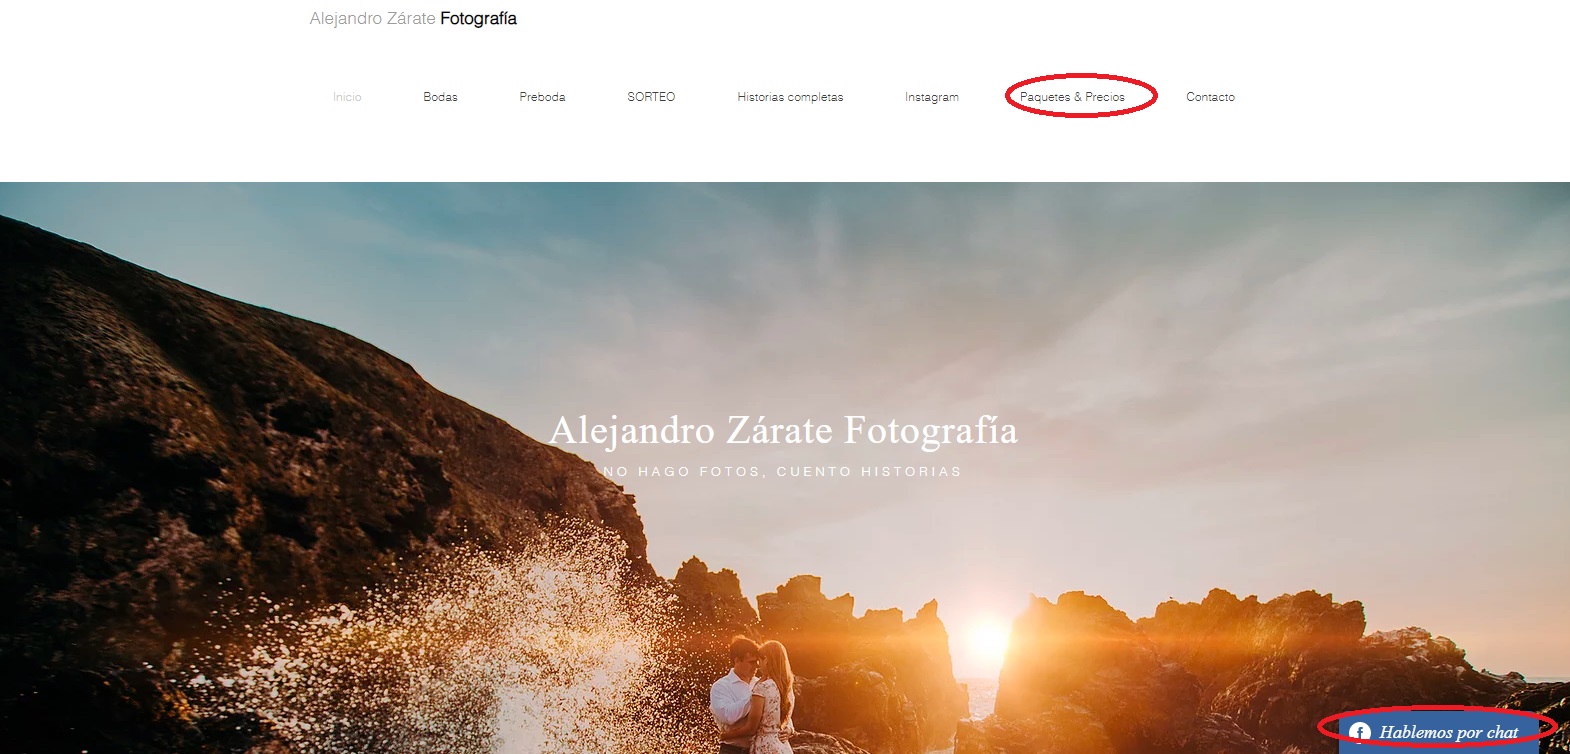 Alejandro Zárate Fotografía
Inicio Bodas Preboda SORTEO Historias completas Instagram Paquetes & Precios Contacto
Alejandro Zárate Fotografía
NO HAGO FOTOS, CUENTO HISTORIAS
Hablemos por chat